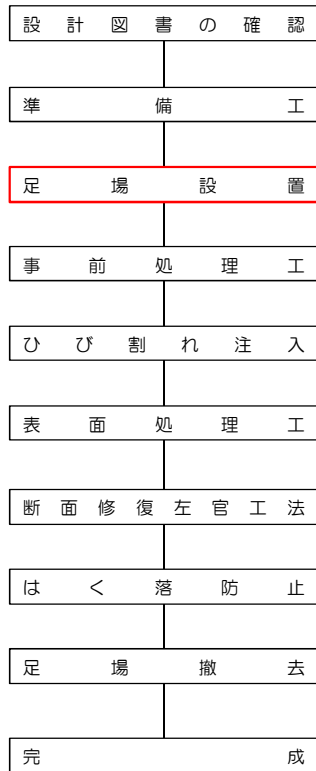 設計図書の確認
準備工
足場設置
事前処理工
ひび割れ注入
表面処理工
断面修復左官工法
はく落防止
足場撤去
完成